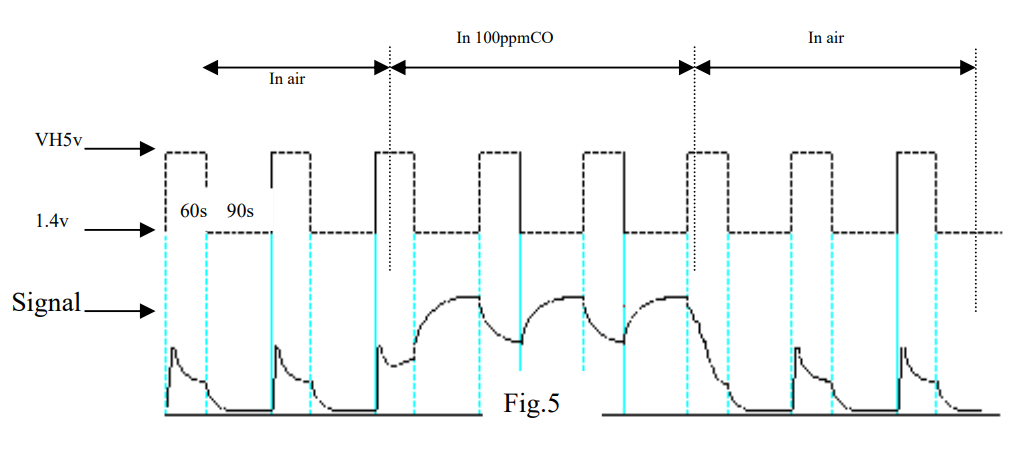 In 100ppmCO
In air
In air
VH5v
60s 90s
1.4v
Signal
Fig.5